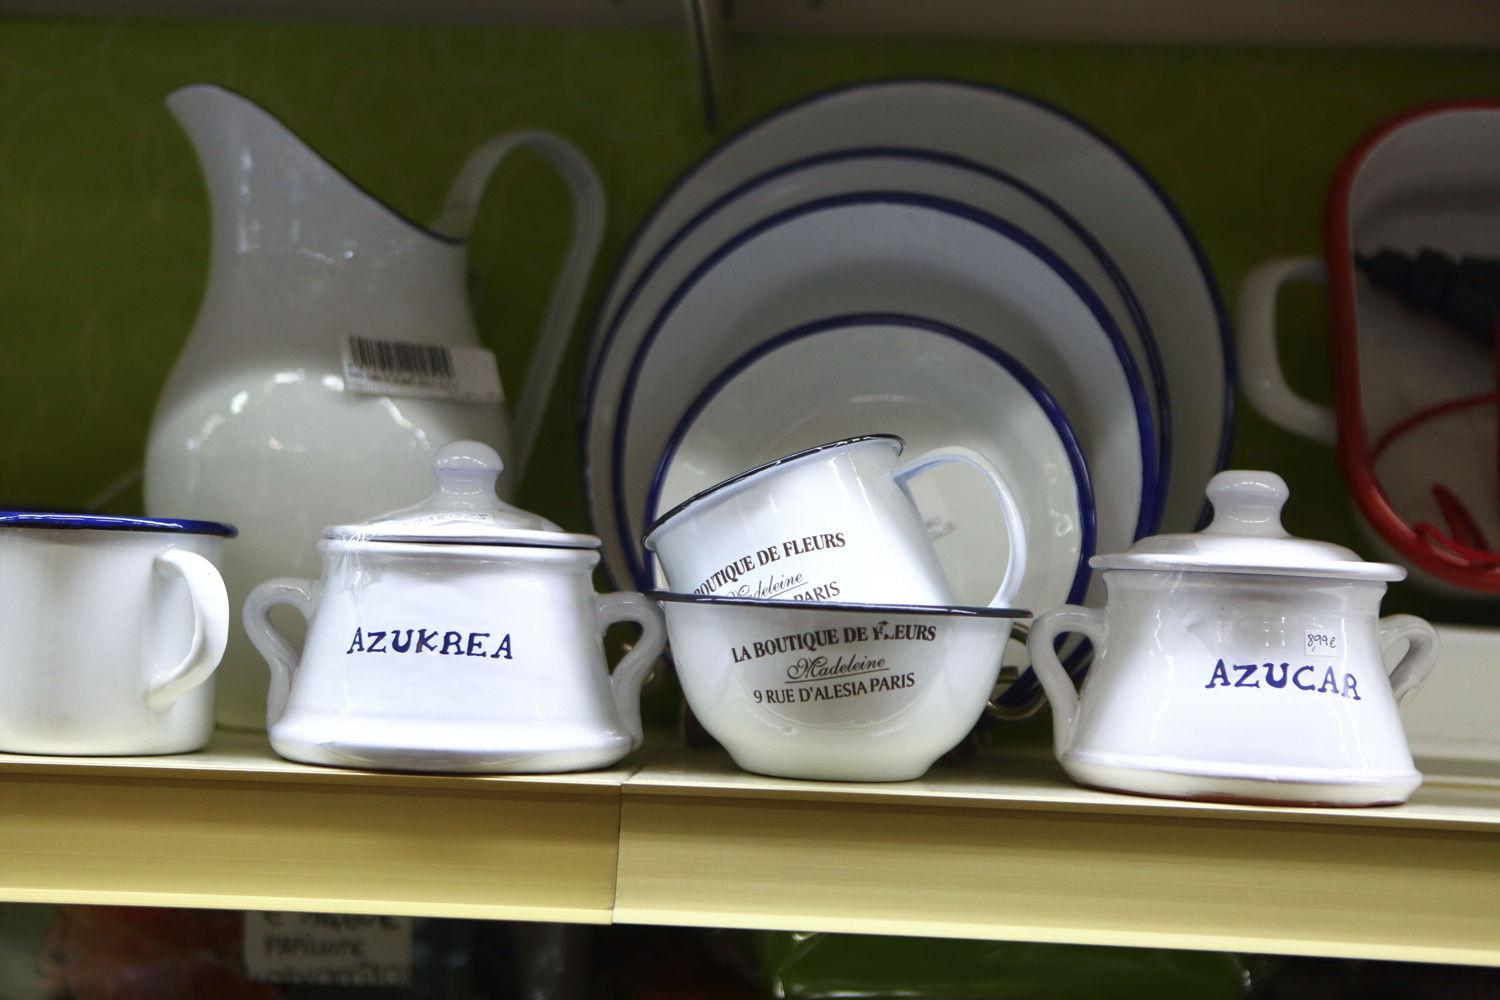 AZUKREA
BOUTIQUE DE FLEURS
Madeleine
PARIS
LA BOUTIQUE DE FLEURS
Madeleine
9 RUE D'ALESIA PARIS
8,99€
AZUCAR